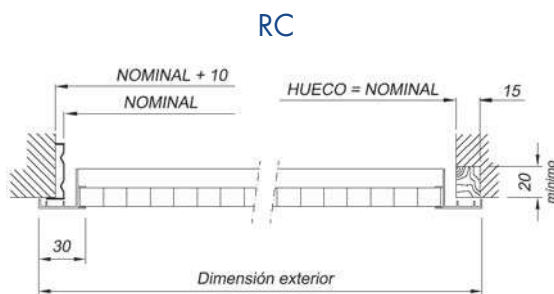 RC
NOMINAL + 10
HUECO = NOMINAL
15
NOMINAL
20
mínimo
30
Dimensión exterior